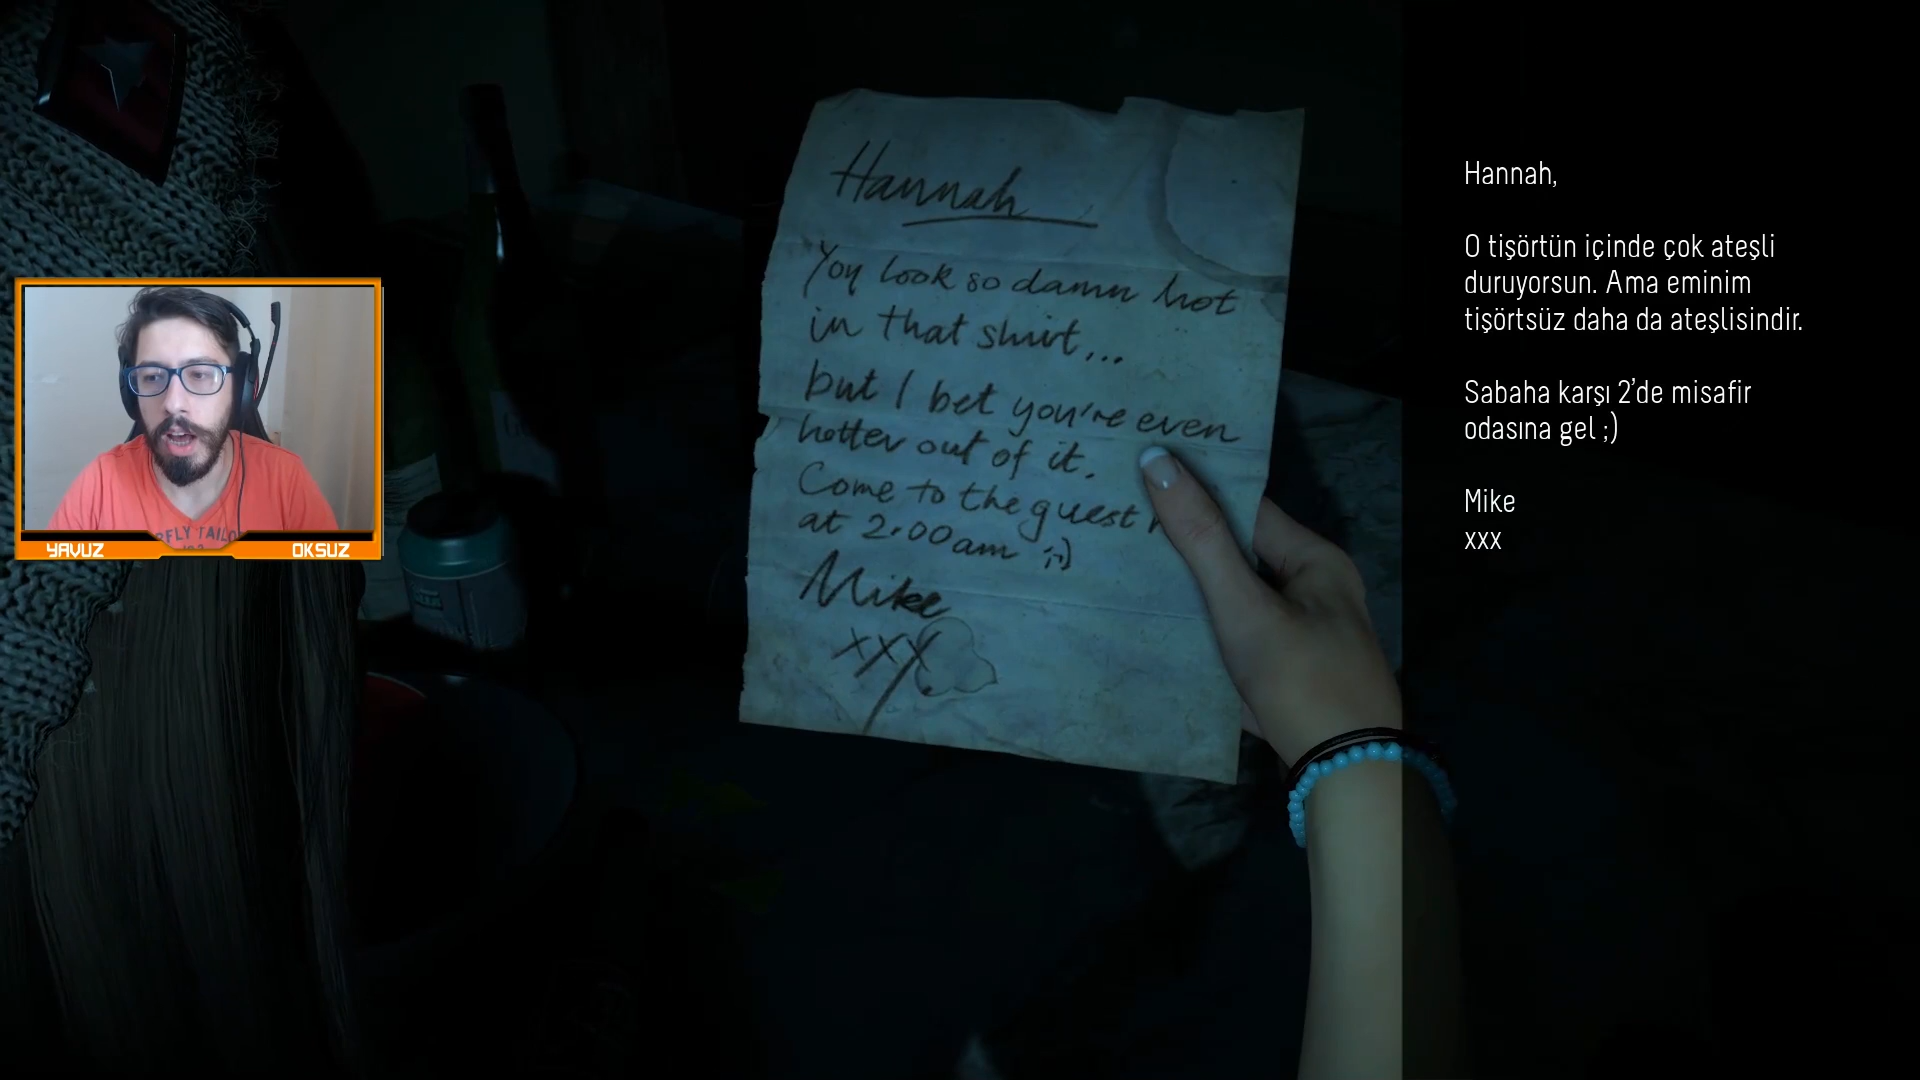 Hannah
You look so damn hot
in that shirt...
but I bet you're even
hotter out of it.
Come to the guest
at 2.00am ;)
Mike
xxx
Hannah,
O tişörtün içinde çok ateşli
duruyorsun. Ama eminim
tişörtsüz daha da ateşlisindir.
Sabaha karşı 2'de misafir
odasına gel ;)
Mike
xxx
YAVUZ
OKSUZ